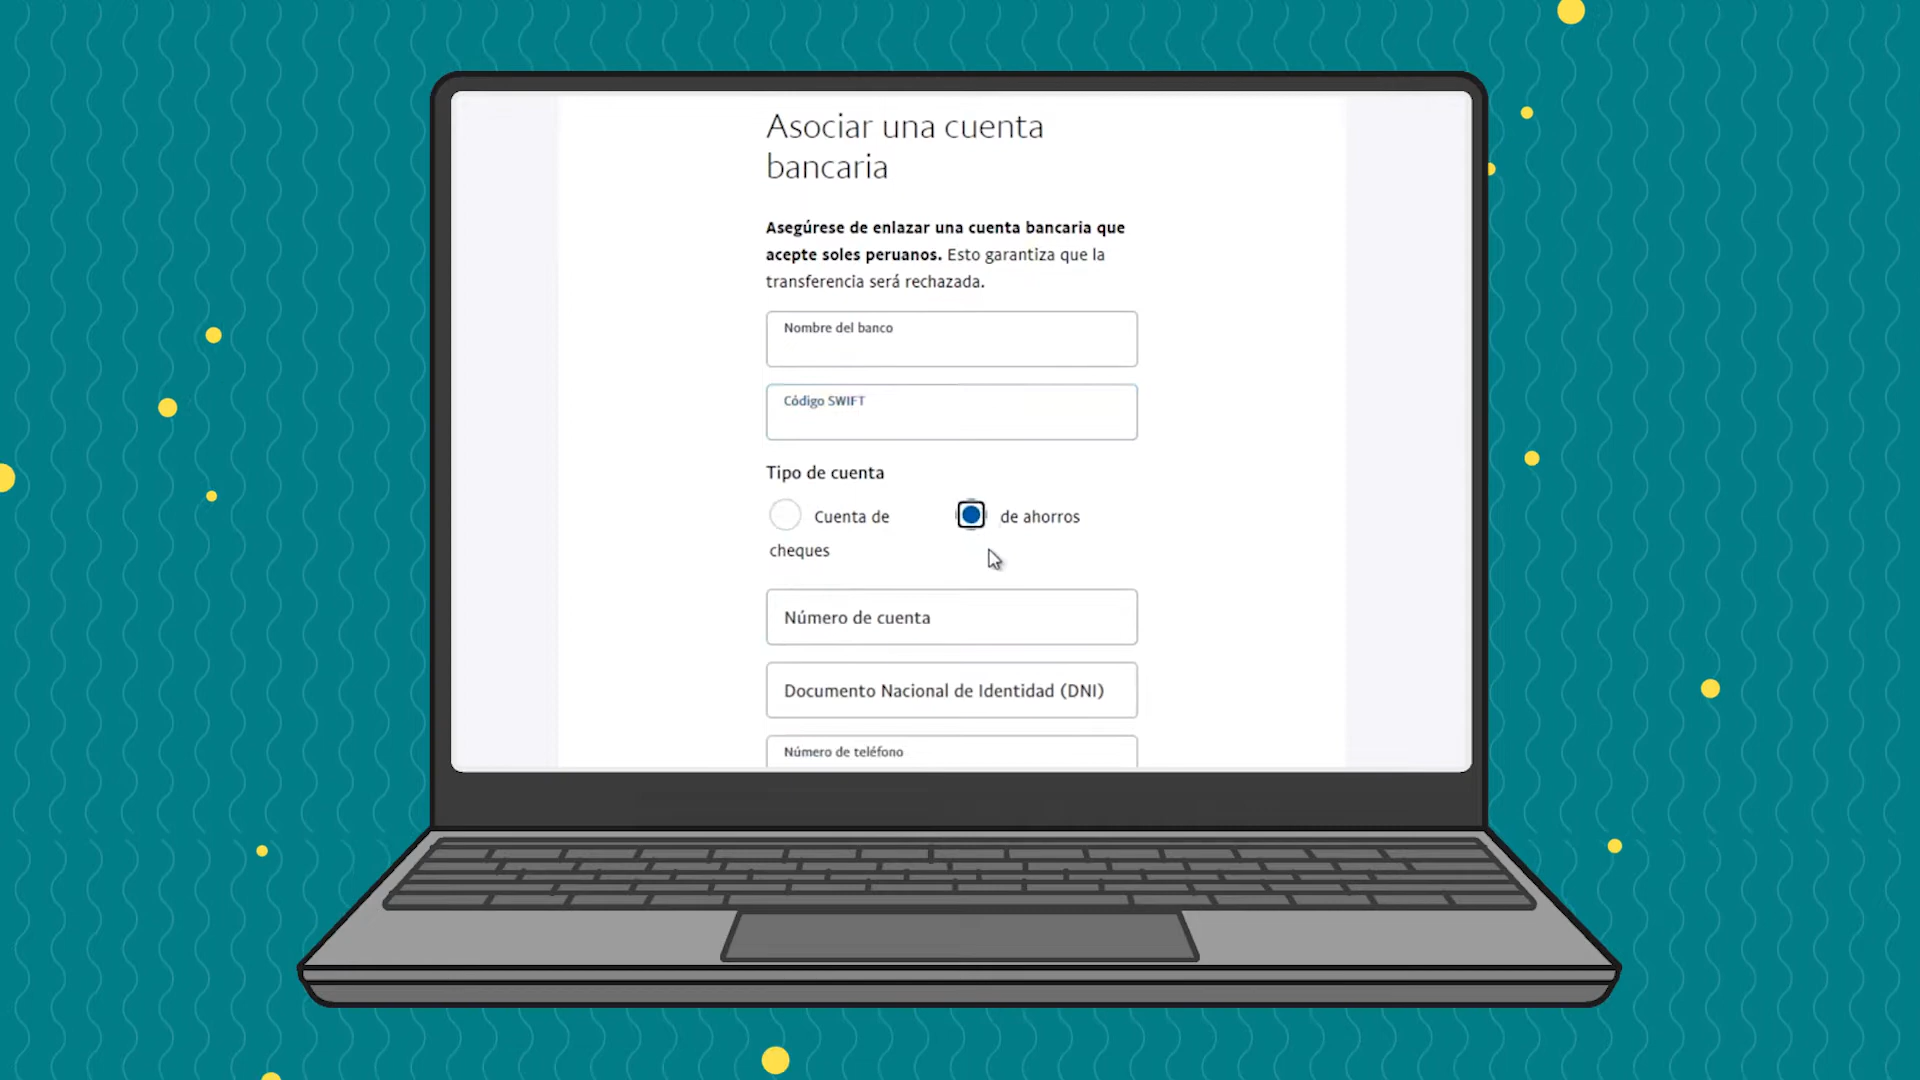 Asociar una cuenta
bancaria
Asegúrese de enlazar una cuenta bancaria que
acepte soles peruanos. Esto garantiza que la
transferencia será rechazada.
Nombre del banco
Código SWIFT
Tipo de cuenta
Cuenta de cheques
de ahorros
Número de cuenta
Documento Nacional de Identidad (DNI)
Número de teléfono